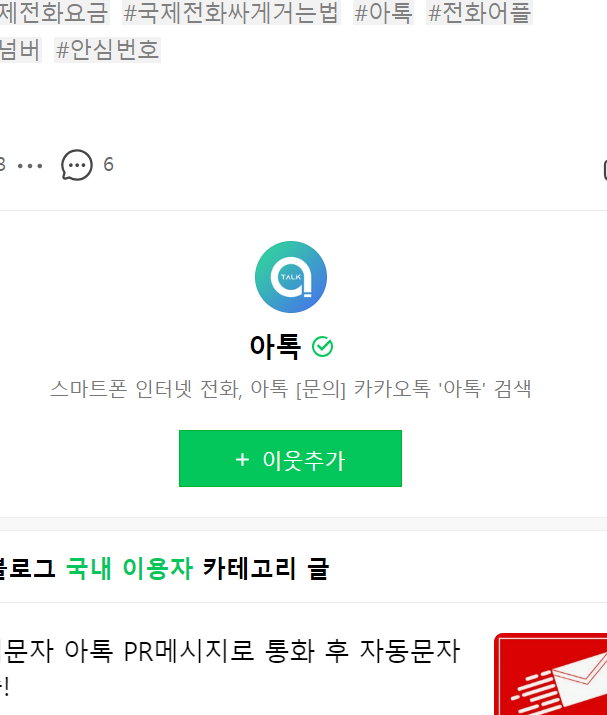 제전화요금 #국제전화싸게거는법 #아톡 #전화어플
넘버 #안심번호
6
TALK
아톡
스마트폰 인터넷 전화, 아톡 [문의] 카카오톡 '아톡' 검색
+ 이웃추가
블로그 국내 이용자 카테고리 글
문자 아톡 PR메시지로 통화 후 자동문자
!